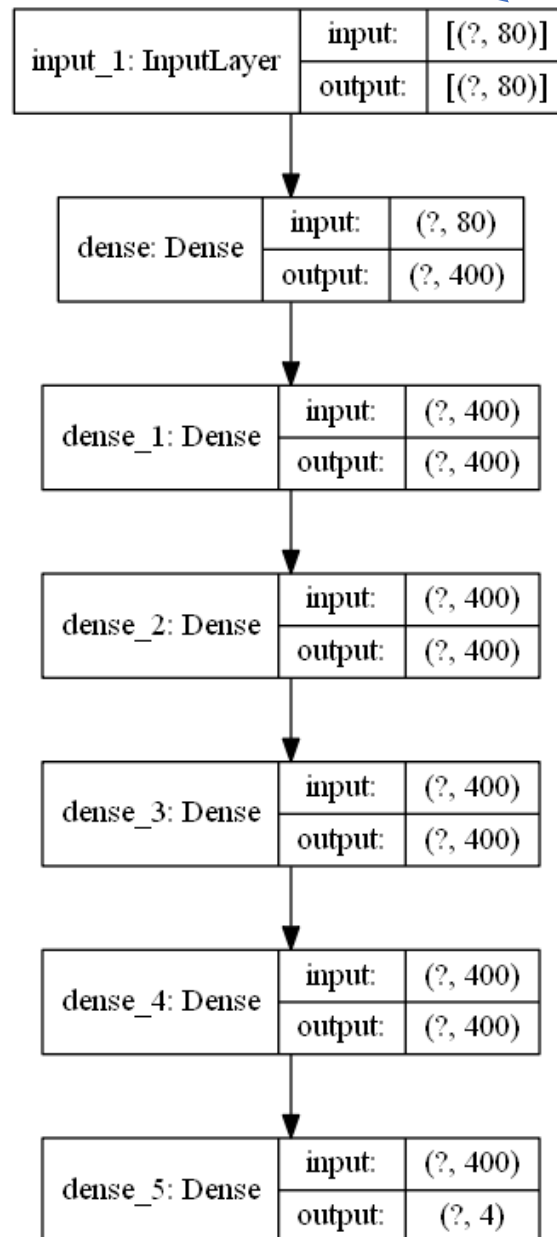 input_1: InputLayer
input: [(?, 80)]
output: [(?, 80)]
dense: Dense
input: (?, 80)
output: (?, 400)
dense_1: Dense
input: (?, 400)
output: (?, 400)
dense_2: Dense
input: (?, 400)
output: (?, 400)
dense_3: Dense
input: (?, 400)
output: (?, 400)
dense_4: Dense
input: (?, 400)
output: (?, 400)
dense_5: Dense
input: (?, 400)
output: (?, 4)